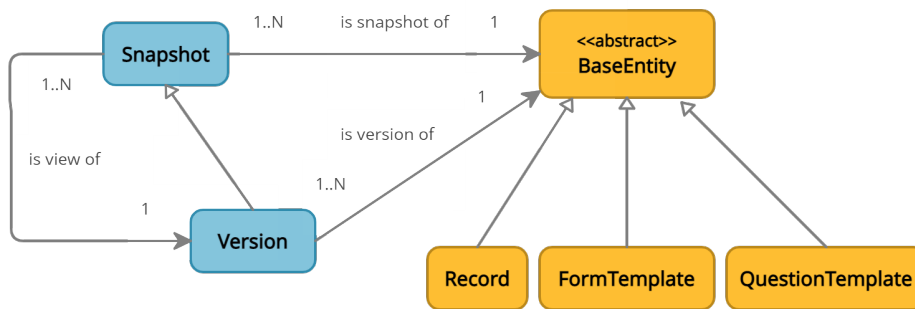 1..N
is snapshot of
1
<<abstract>>
BaseEntity
Snapshot
1..N
1
is version of
is view of
1..N
1
Version
Record
FormTemplate
QuestionTemplate